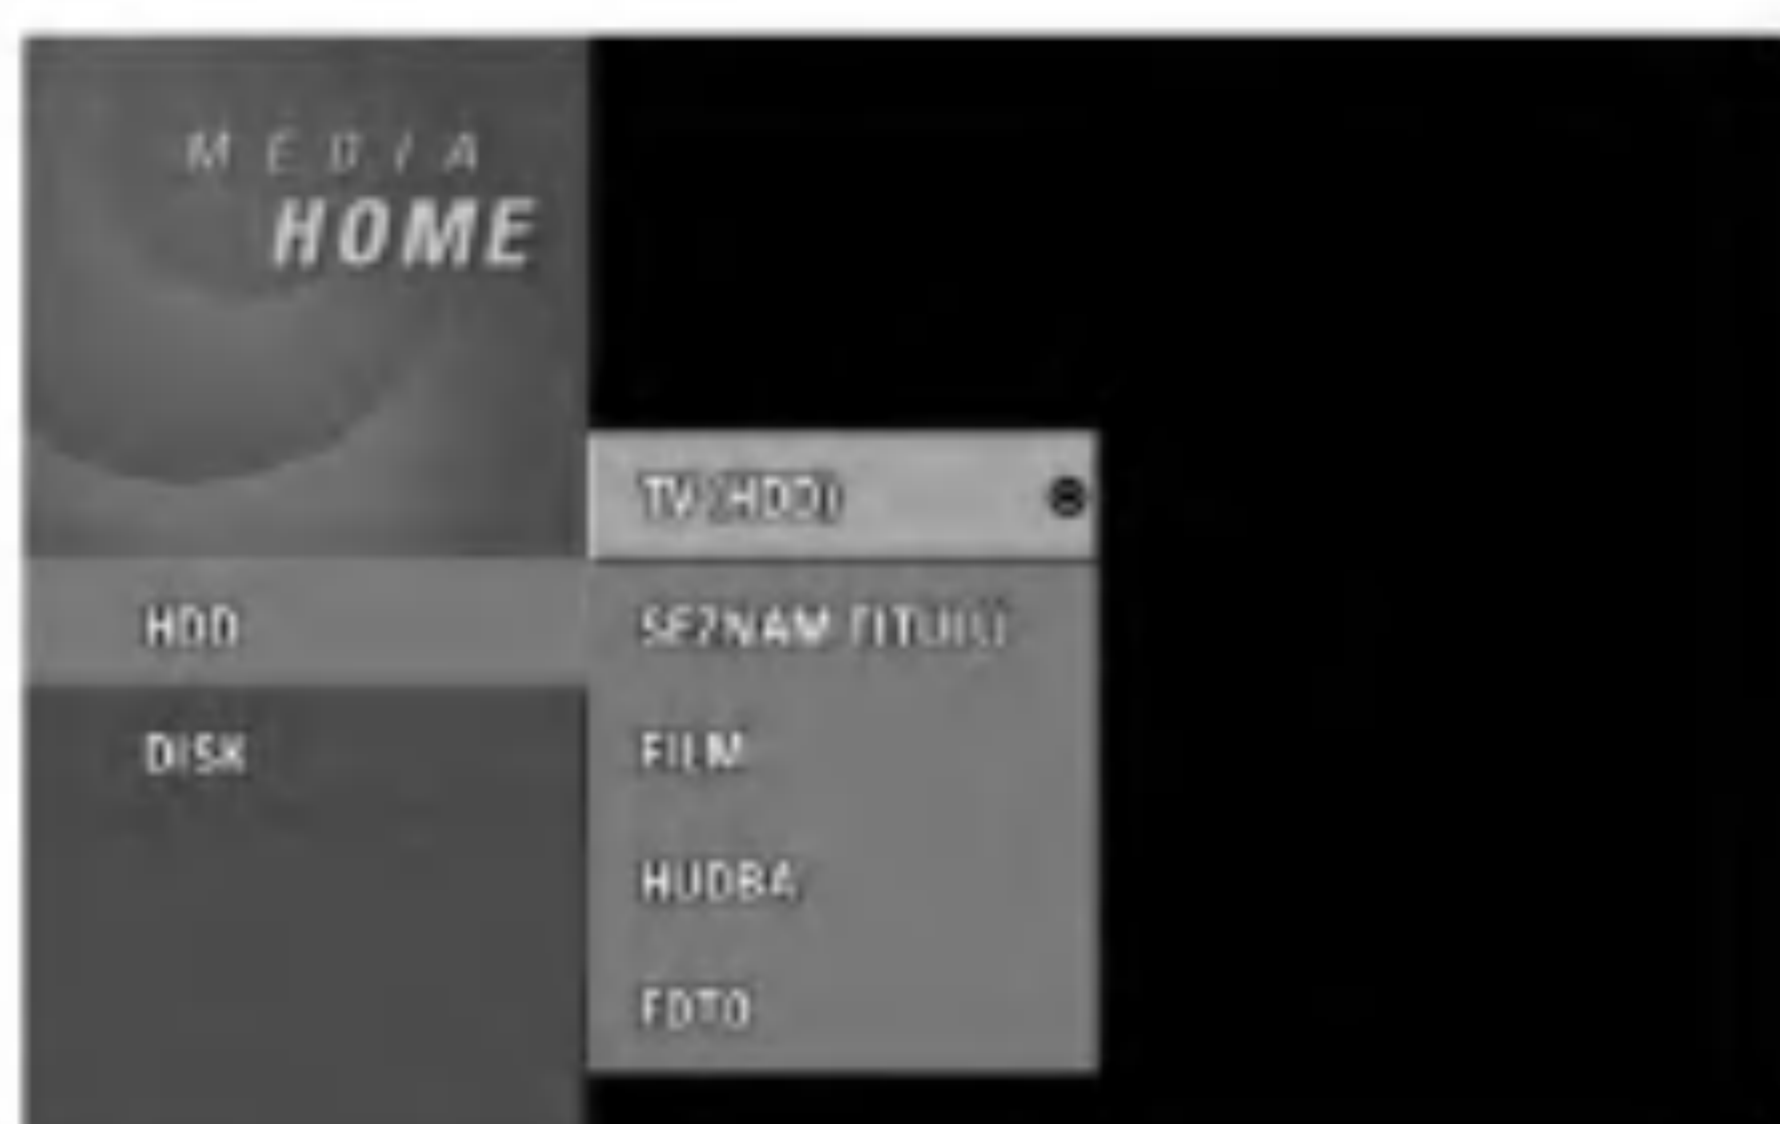 MEDIA
HOME
TV (HDD)
HDD
SEZNAM TITULŮ
DISK
FILM
HUDBA
FOTO